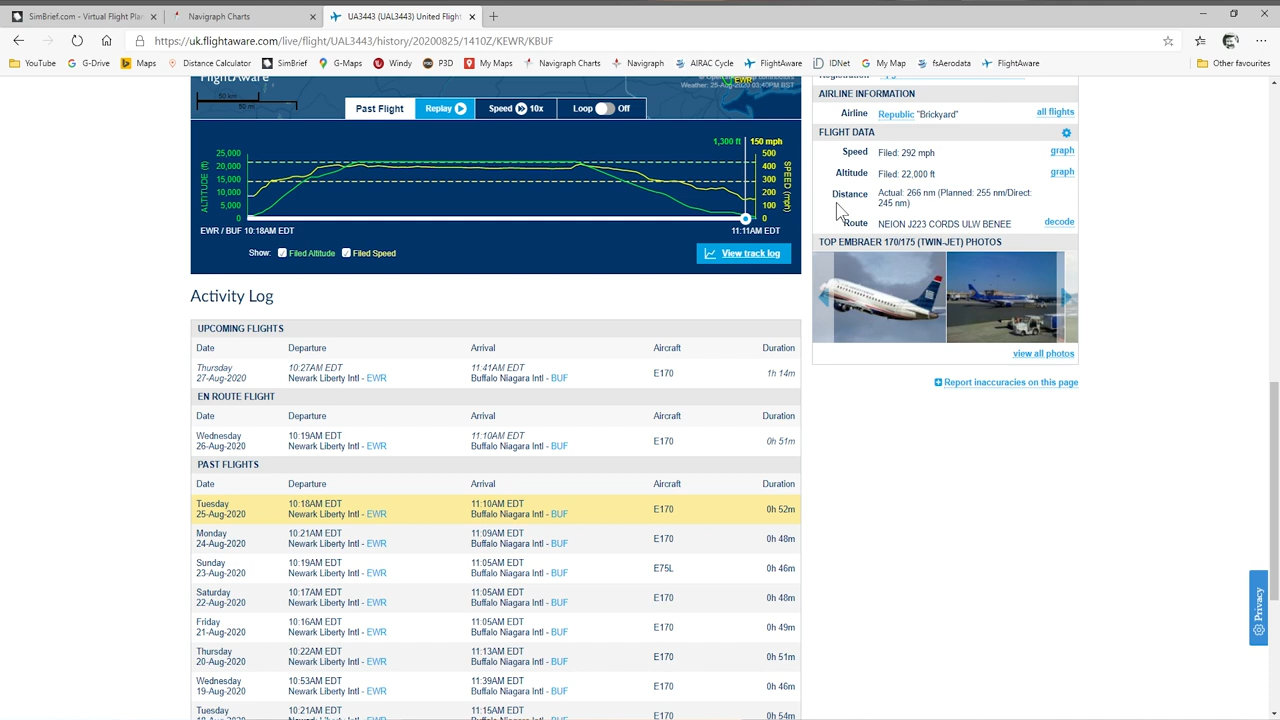 SimBrief.com - Virtual Flight Pla
Navigraph Charts
UA3443 (UAL3443) United Flight
https://uk.flightaware.com/live/flight/UAL3443/history/20200825/1410Z/KEWR/KBUF
YouTube G-Drive Maps Distance Calculator SimBrief G-Maps Windy P3D My Maps Navigraph Charts Navigraph AIRAC Cycle FlightAware IDNet My Map fsAerodata FlightAware Other favourites
FlightAware
50 km
50 mi
EWR
Weather: 25-Aug-2020 03:40PM BST
Past Flight Replay Speed 10x Loop Off
1,300 ft 150 mph
ALTITUDE (ft)
25,000
20,000
15,000
10,000
5,000
0
500
400
300
200
100
0
SPEED (mph)
EWR / BUF 10:18AM EDT 11:11AM EDT
Show: Filed Altitude Filed Speed View track log
Activity Log
UPCOMING FLIGHTS
Date Departure Arrival Aircraft Duration
Thursday 10:27AM EDT 11:41AM EDT E170 1h 14m
27-Aug-2020 Newark Liberty Intl - EWR Buffalo Niagara Intl - BUF
EN ROUTE FLIGHT
Date Departure Arrival Aircraft Duration
Wednesday 10:19AM EDT 11:10AM EDT E170 0h 51m
26-Aug-2020 Newark Liberty Intl - EWR Buffalo Niagara Intl - BUF
PAST FLIGHTS
Date Departure Arrival Aircraft Duration
Tuesday 10:18AM EDT 11:10AM EDT E170 0h 52m
25-Aug-2020 Newark Liberty Intl - EWR Buffalo Niagara Intl - BUF
Monday 10:21AM EDT 11:09AM EDT E170 0h 48m
24-Aug-2020 Newark Liberty Intl - EWR Buffalo Niagara Intl - BUF
Sunday 10:19AM EDT 11:05AM EDT E75L 0h 46m
23-Aug-2020 Newark Liberty Intl - EWR Buffalo Niagara Intl - BUF
Saturday 10:17AM EDT 11:05AM EDT E170 0h 48m
22-Aug-2020 Newark Liberty Intl - EWR Buffalo Niagara Intl - BUF
Friday 10:16AM EDT 11:05AM EDT E170 0h 49m
21-Aug-2020 Newark Liberty Intl - EWR Buffalo Niagara Intl - BUF
Thursday 10:22AM EDT 11:13AM EDT E170 0h 51m
20-Aug-2020 Newark Liberty Intl - EWR Buffalo Niagara Intl - BUF
Wednesday 10:53AM EDT 11:39AM EDT E170 0h 46m
19-Aug-2020 Newark Liberty Intl - EWR Buffalo Niagara Intl - BUF
Tuesday 10:21AM EDT 11:15AM EDT E170 0h 54m
AIRLINE INFORMATION
Airline Republic "Brickyard" all flights
FLIGHT DATA
Speed Filed: 292 mph graph
Altitude Filed: 22,000 ft graph
Distance Actual: 266 nm (Planned: 255 nm/Direct:
245 nm)
Route NEION J223 CORDS ULW BENEE decode
TOP EMBRAER 170/175 (TWIN-JET) PHOTOS
view all photos
Report inaccuracies on this page
Privacy